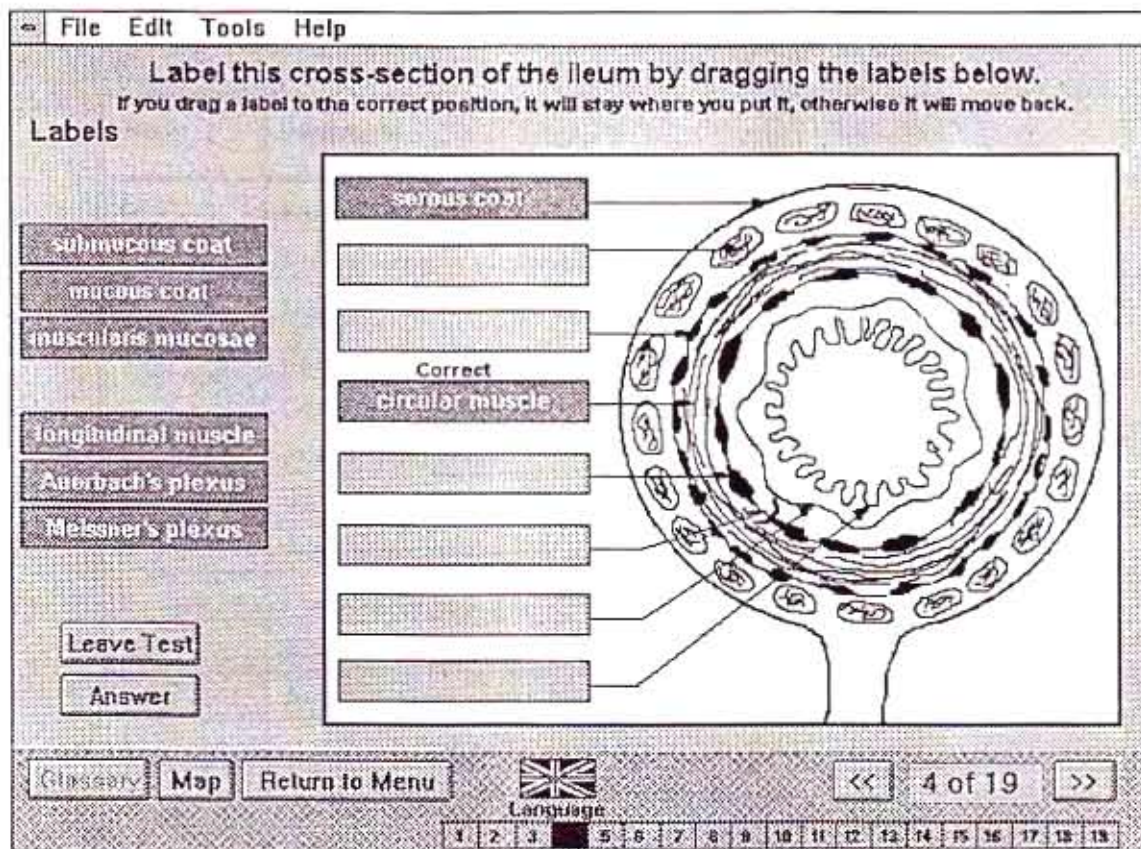 File Edit Tools Help
Label this cross-section of the ileum by dragging the labels below.
If you drag a label to the correct position, it will stay where you put it, otherwise it will move back.
Labels
submucous coat
mucous coat
muscularis mucosae
longitudinal muscle
Auerbach's plexus
Meissner's plexus
serous coat
Correct
circular muscle
Leave Test
Answer
Glossary Map Return to Menu
Language
<< 4 of 19 >>
1 2 3 5 6 7 8 9 10 11 12 13 14 15 16 17 18 19